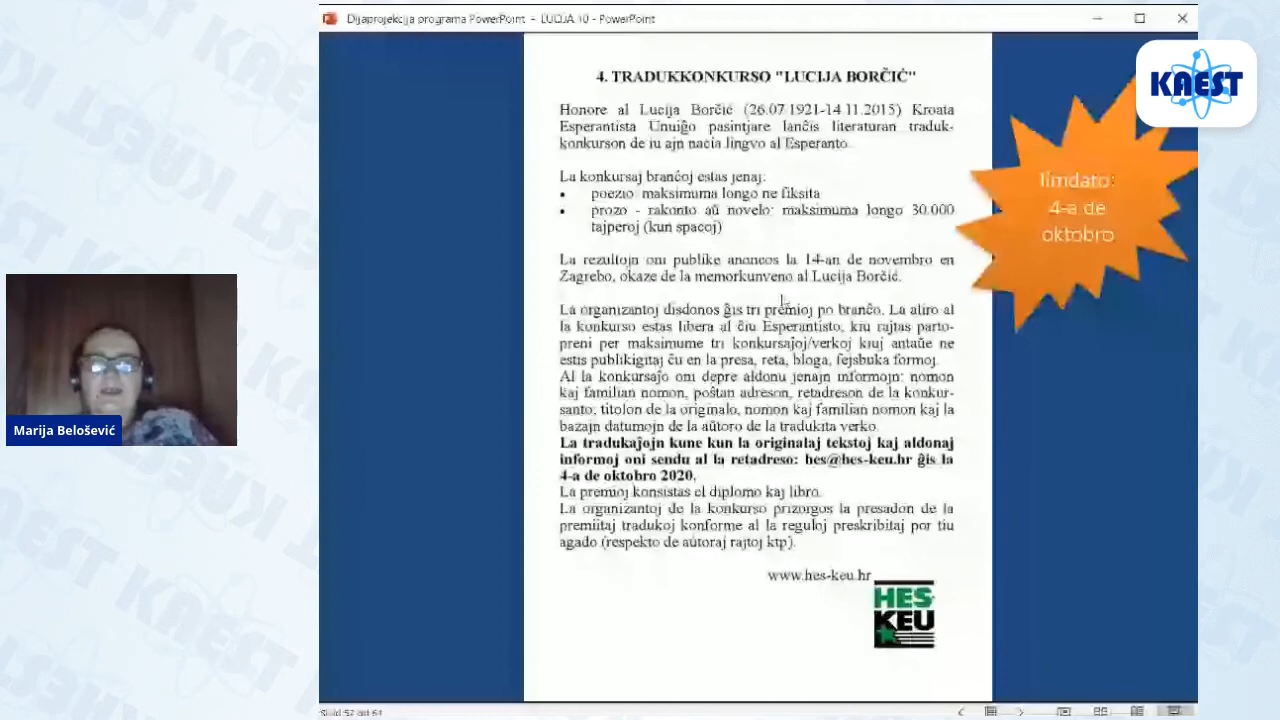 Dijaprojekcija programa PowerPoint - LUCIJA 10 - PowerPoint
KAEST
4. TRADUKKONKURSO "LUCIJA BORČIĆ"
Honore al Lucija Borčić (26.07.1921-14.11.2015) Kroata
Esperantista Unuiĝo pasintjare lanĉis literaturan traduk-
konkurson de iu ajn nacia lingvo al Esperanto.
La konkursaj branĉoj estas jenaj:
• poezio: maksimuma longo ne fiksita
• prozo - rakonto aŭ novelo: maksimuma longo 30.000
tajperoj (kun spacoj)
La rezultojn oni publike anoncos la 14-an de novembro en
Zagrebo, okaze de la memorkunveno al Lucija Borčić.
La organizantoj disdonos ĝis tri premioj po branĉo. La aliro al
la konkurso estas libera al ĉiu Esperantisto, kiu rajtas parto-
preni per maksimume tri konkursaĵoj/verkoj kiuj antaŭe ne
estis publikigitaj ĉu en la presa, reta, bloga, fejsbuka formoj.
Al la konkursaĵo oni depre aldonu jenajn informojn: nomon
kaj familian nomon, poŝtan adreson, retadreson de la konkur-
santo, titolon de la originalo, nomon kaj familian nomon kaj la
bazajn datumojn de la aŭtoro de la tradukita verko.
La tradukaĵojn kune kun la originalaj tekstoj kaj aldonaj
informoj oni sendu al la retadreso: hes@hes-keu.hr ĝis la
4-a de oktobro 2020.
La premioj konsistas el diplomo kaj libro.
La organizantoj de la konkurso prizorgos la presadon de la
premiitaj tradukoj konforme al la reguloj preskribitaj por tiu
agado (respekto de aŭtoraj rajtoj ktp).
www.hes-keu.hr
HES
KEU
limdato:
4-a de
oktobro
Marija Belošević